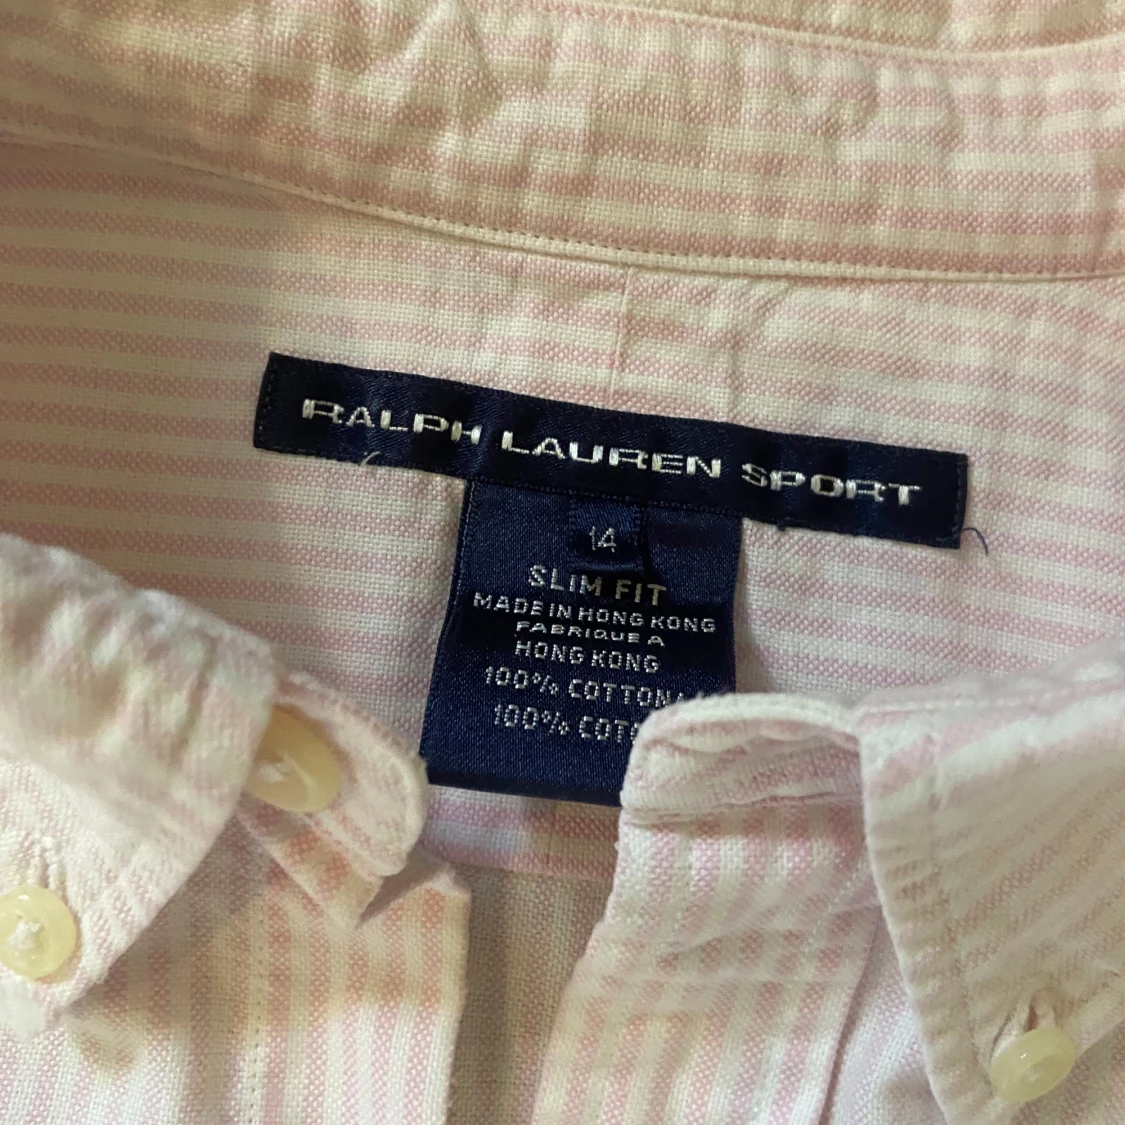 RALPH LAUREN SPORT
14
SLIM FIT
MADE IN HONG KONG
FABRIQUE A
HONG KONG
100% COTTON
100%